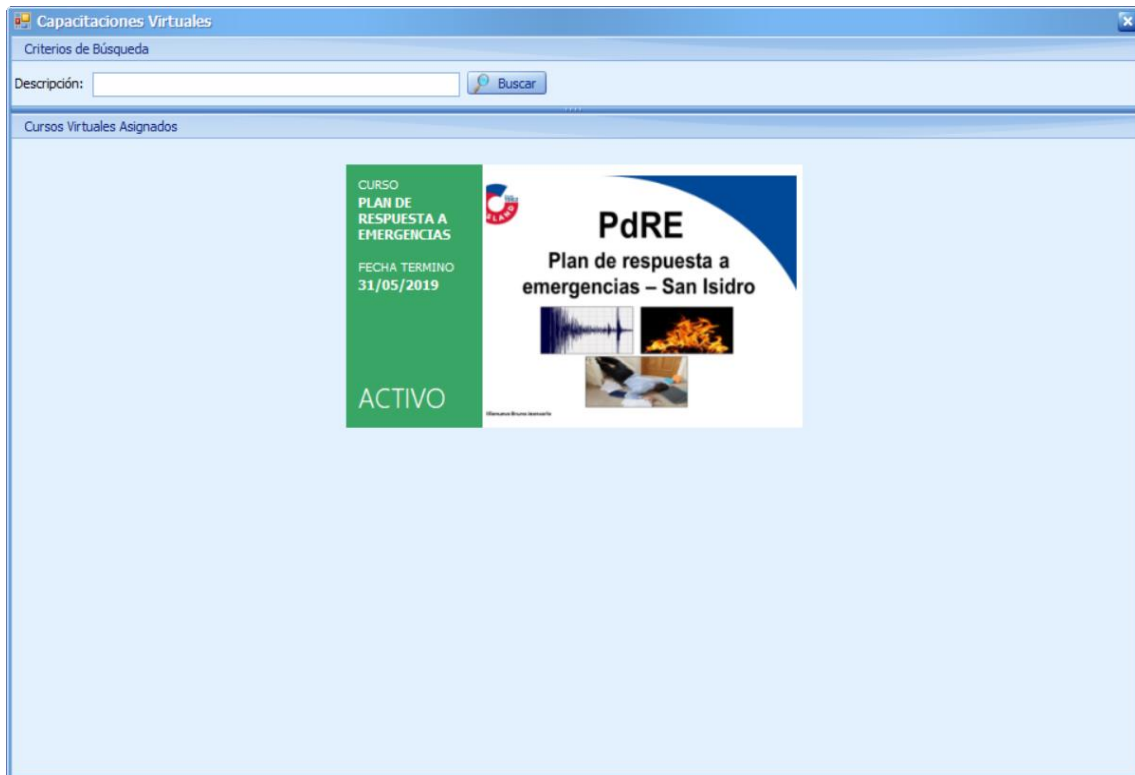 Capacitaciones Virtuales
Criterios de Búsqueda
Descripción:
Buscar
Cursos Virtuales Asignados
CURSO
PLAN DE
RESPUESTA A
EMERGENCIAS
FECHA TERMINO
31/05/2019
ACTIVO
PdRE
Plan de respuesta a
emergencias – San Isidro